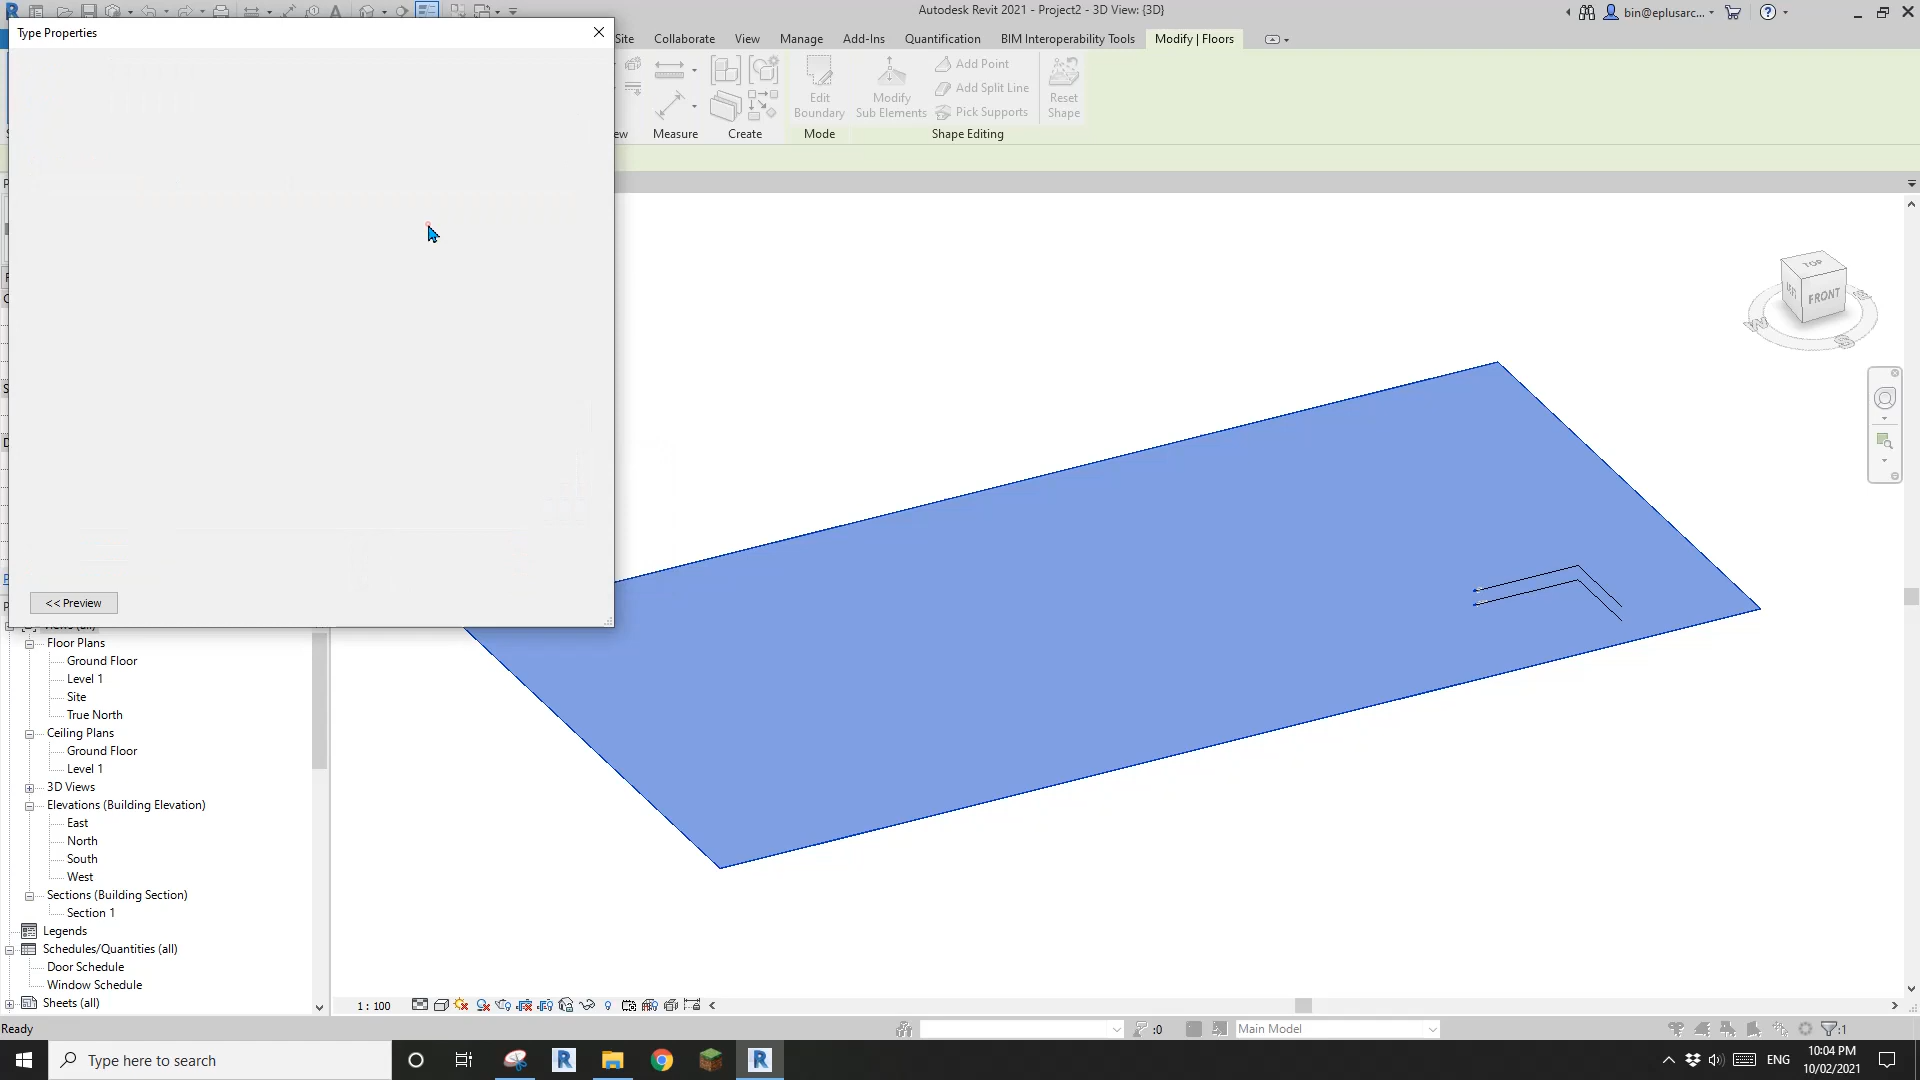 Autodesk Revit 2021 - Project2 - 3D View: {3D}
bin@eplusarc...
Type Properties
Site
Collaborate
View
Manage
Add-Ins
Quantification
BIM Interoperability Tools
Modify | Floors
Edit
Boundary
Modify
Sub Elements
Add Point
Add Split Line
Pick Supports
Reset
Shape
Measure
Create
Mode
Shape Editing
TOP
FRONT
W
S
<< Preview
Floor Plans
Ground Floor
Level 1
Site
True North
Ceiling Plans
Ground Floor
Level 1
3D Views
Elevations (Building Elevation)
East
North
South
West
Sections (Building Section)
Section 1
Legends
Schedules/Quantities (all)
Door Schedule
Window Schedule
Sheets (all)
1 : 100
Ready
:0
Main Model
:1
Type here to search
ENG
10:04 PM
10/02/2021